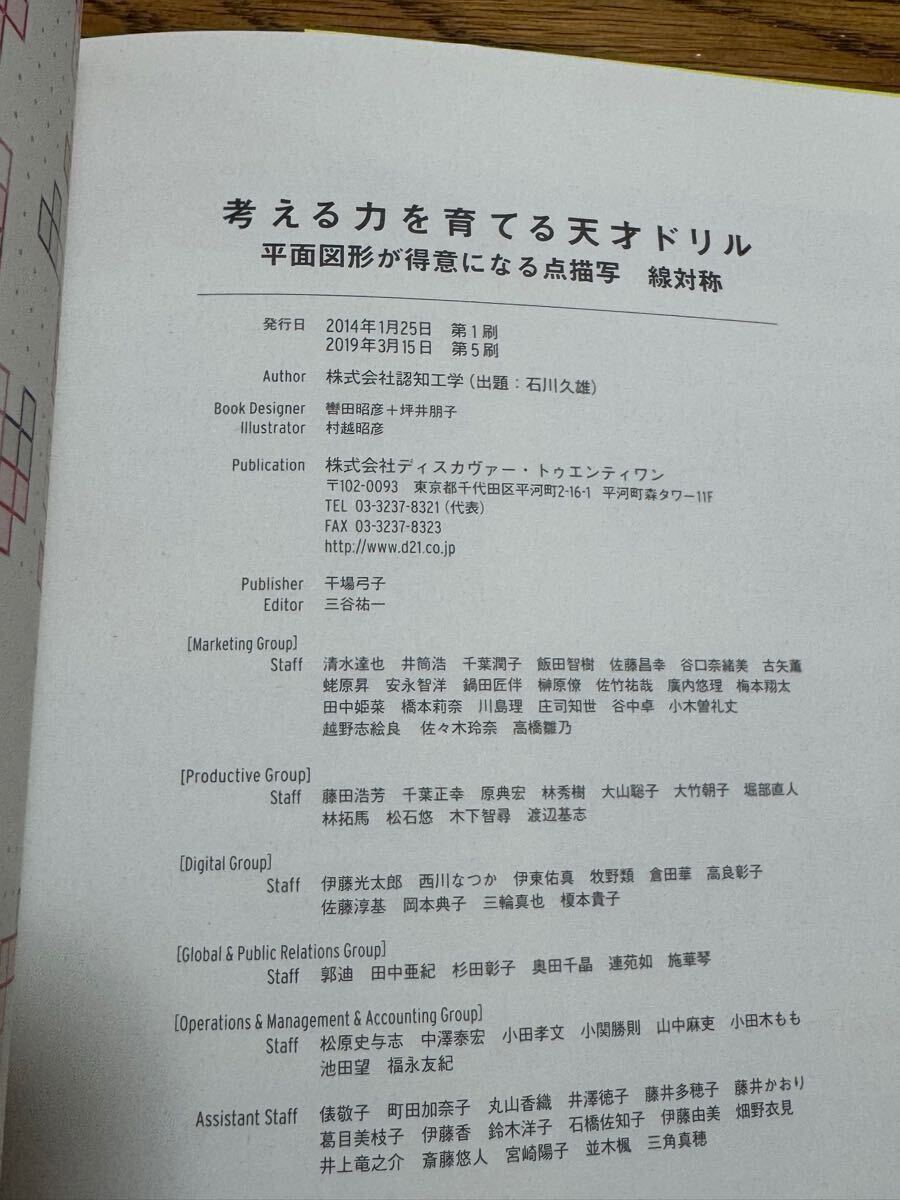 考える力を育てる天才ドリル
平面図形が得意になる点描写　線対称
発行日　2014年1月25日　第1刷
2019年3月15日　第5刷
Author　株式会社認知工学（出題：石川久雄）
Book Designer　轡田昭彦＋坪井朋子
Illustrator　村越昭彦
Publication　株式会社ディスカヴァー・トゥエンティワン
〒102-0093　東京都千代田区平河町2-16-1　平河町森タワー11F
TEL 03-3237-8321（代表）
FAX 03-3237-8323
http://www.d21.co.jp
Publisher　干場弓子
Editor　三谷祐一
[Marketing Group]
Staff　清水達也　井筒浩　千葉潤子　飯田智樹　佐藤昌幸　谷口奈緒美　古矢薫
蛯原昇　安永智洋　鍋田匠伴　榊原僚　佐竹祐哉　廣内悠理　梅本翔太
田中姫菜　橋本莉奈　川島理　庄司知世　谷中卓　小木曽礼丈
越野志絵良　佐々木玲奈　高橋雛乃
[Productive Group]
Staff　藤田浩芳　千葉正幸　原典宏　林秀樹　大山聡子　大竹朝子　堀部直人
林拓馬　松石悠　木下智尋　渡辺基志
[Digital Group]
Staff　伊藤光太郎　西川なつか　伊東佑真　牧野類　倉田華　高良彰子
佐藤淳基　岡本典子　三輪真也　榎本貴子
[Global & Public Relations Group]
Staff　郭迪　田中亜紀　杉田彰子　奥田千晶　連苑如　施華琴
[Operations & Management & Accounting Group]
Staff　松原史与志　中澤泰宏　小田孝文　小関勝則　山中麻吏　小田木もも
池田望　福永友紀
Assistant Staff　俵敬子　町田加奈子　丸山香織　井澤徳子　藤井多穂子　藤井かおり
葛目美枝子　伊藤香　鈴木洋子　石橋佐知子　伊藤由美　畑野衣見
井上竜之介　斎藤悠人　宮崎陽子　並木楓　三角真穂